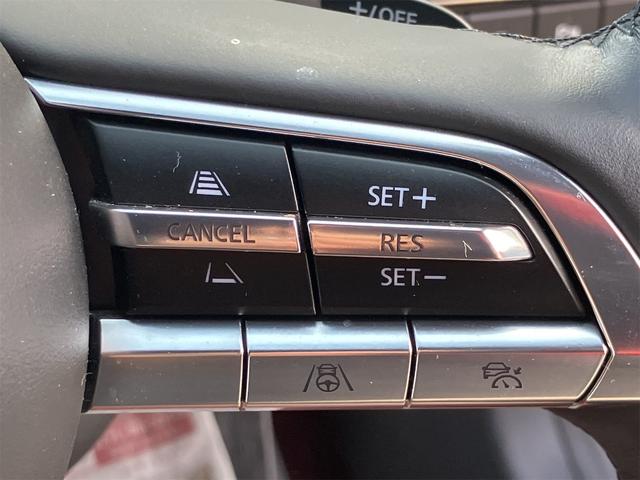 +/OFF
SET+
CANCEL
RES
SET−